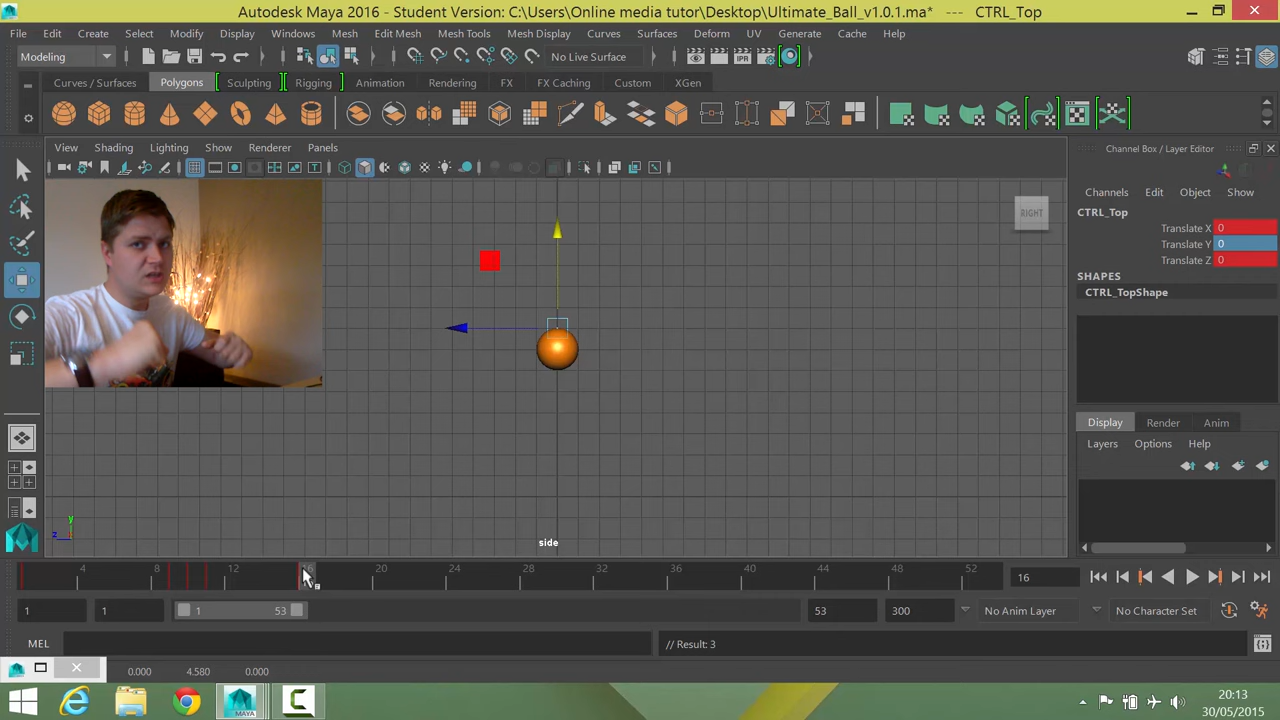 Autodesk Maya 2016 - Student Version: C:\Users\Online media tutor\Desktop\Ultimate_Ball_v1.0.1.ma* --- CTRL_Top
File Edit Create Select Modify Display Windows Mesh Edit Mesh Mesh Tools Mesh Display Curves Surfaces Deform UV Generate Cache Help
Modeling No Live Surface
Curves / Surfaces Polygons Sculpting Rigging Animation Rendering FX FX Caching Custom XGen
View Shading Lighting Show Renderer Panels
Channel Box / Layer Editor
Channels Edit Object Show
CTRL_Top
Translate X 0
Translate Y 0
Translate Z 0
SHAPES
CTRL_TopShape
RIGHT
Display Render Anim
Layers Options Help
y
z
side
4 8 12 16 20 24 28 32 36 40 44 48 52 16
1 1 1 53 53 300 No Anim Layer No Character Set
MEL // Result: 3
0.000 4.580 0.000
MAYA
20:13
30/05/2015